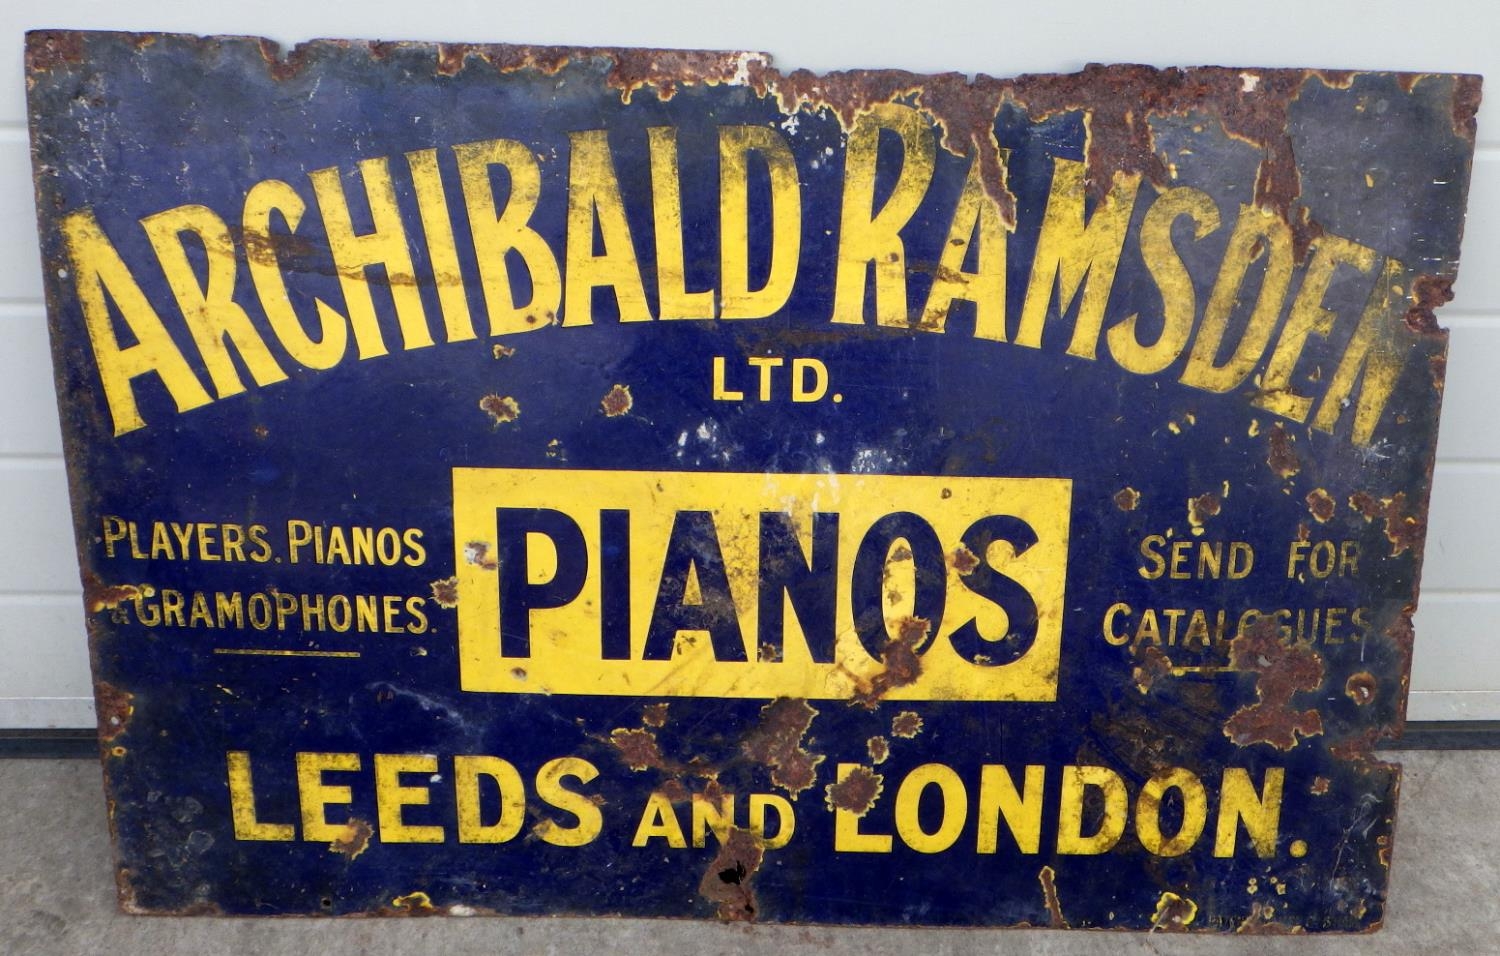 ARCHIBALD RAMSDEN
LTD.
PLAYERS. PIANOS
& GRAMOPHONES.
PIANOS
SEND FOR
CATALOGUES
LEEDS AND LONDON.